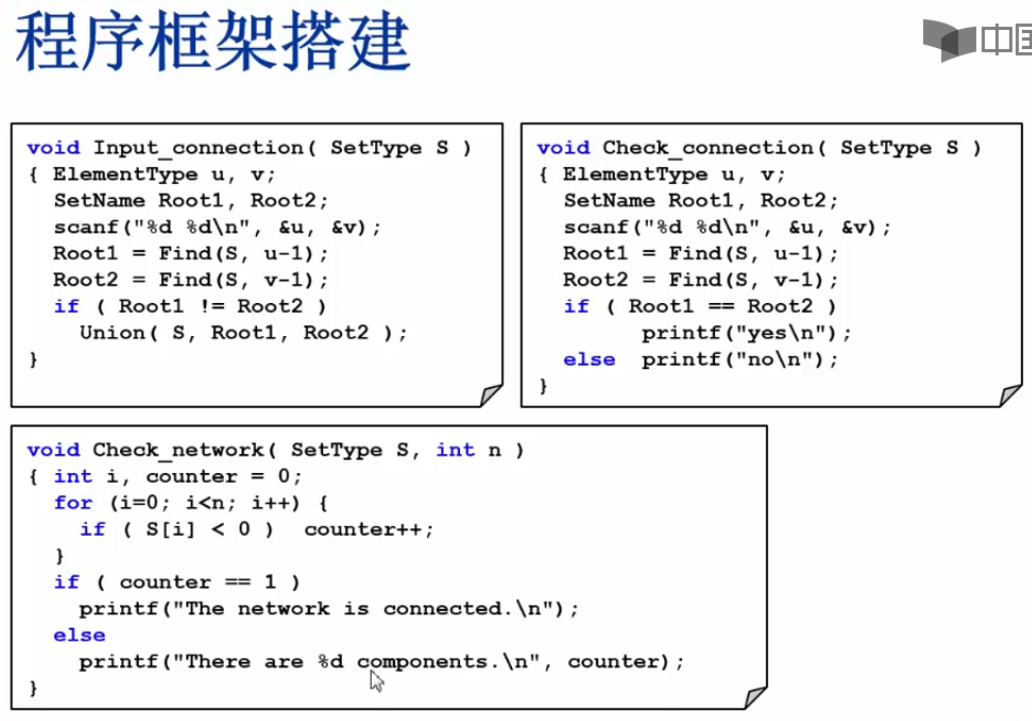 程序框架搭建
中国
void Input_connection( SetType S )
{ ElementType u, v;
SetName Root1, Root2;
scanf("%d %d\n", &u, &v);
Root1 = Find(S, u-1);
Root2 = Find(S, v-1);
if ( Root1 != Root2 )
Union( S, Root1, Root2 );
}
void Check_connection( SetType S )
{ ElementType u, v;
SetName Root1, Root2;
scanf("%d %d\n", &u, &v);
Root1 = Find(S, u-1);
Root2 = Find(S, v-1);
if ( Root1 == Root2 )
printf("yes\n");
else printf("no\n");
}
void Check_network( SetType S, int n )
{ int i, counter = 0;
for (i=0; i<n; i++) {
if ( S[i] < 0 ) counter++;
}
if ( counter == 1 )
printf("The network is connected.\n");
else
printf("There are %d components.\n", counter);
}